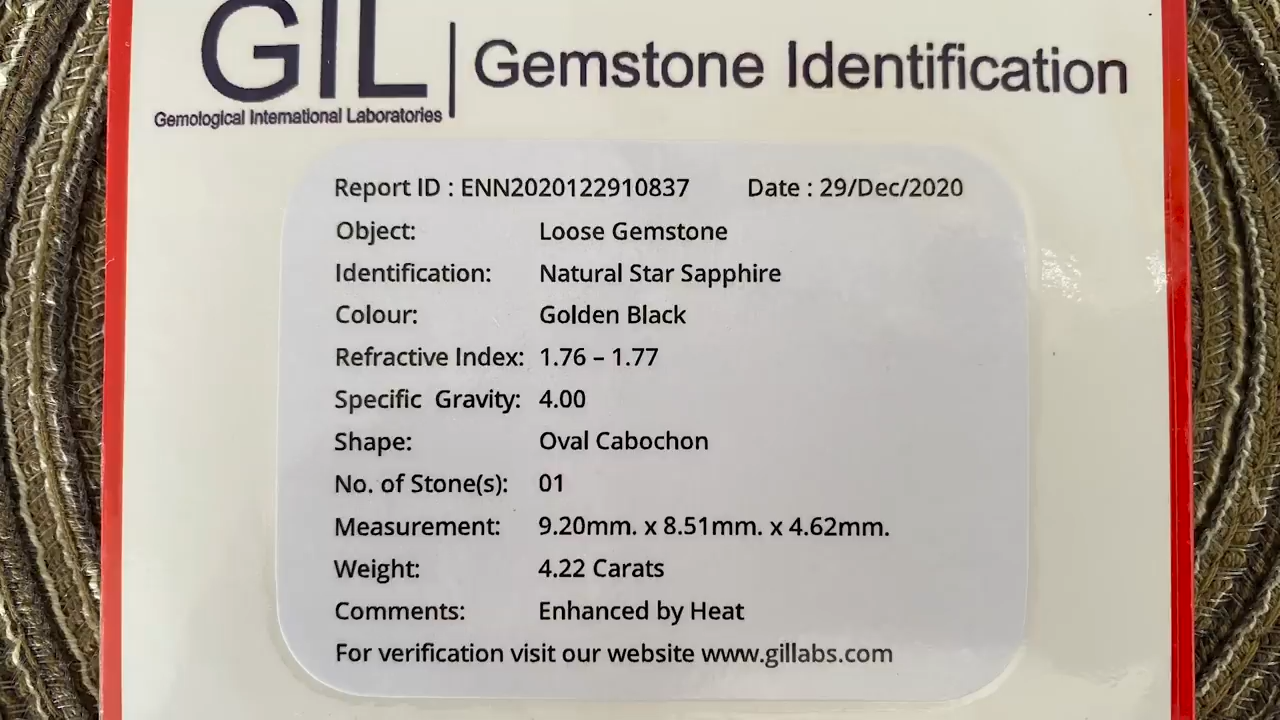 GIL | Gemstone Identification
Gemological International Laboratories
Report ID : ENN2020122910837 Date : 29/Dec/2020
Object: Loose Gemstone
Identification: Natural Star Sapphire
Colour: Golden Black
Refractive Index: 1.76 – 1.77
Specific Gravity: 4.00
Shape: Oval Cabochon
No. of Stone(s): 01
Measurement: 9.20mm. x 8.51mm. x 4.62mm.
Weight: 4.22 Carats
Comments: Enhanced by Heat
For verification visit our website www.gillabs.com